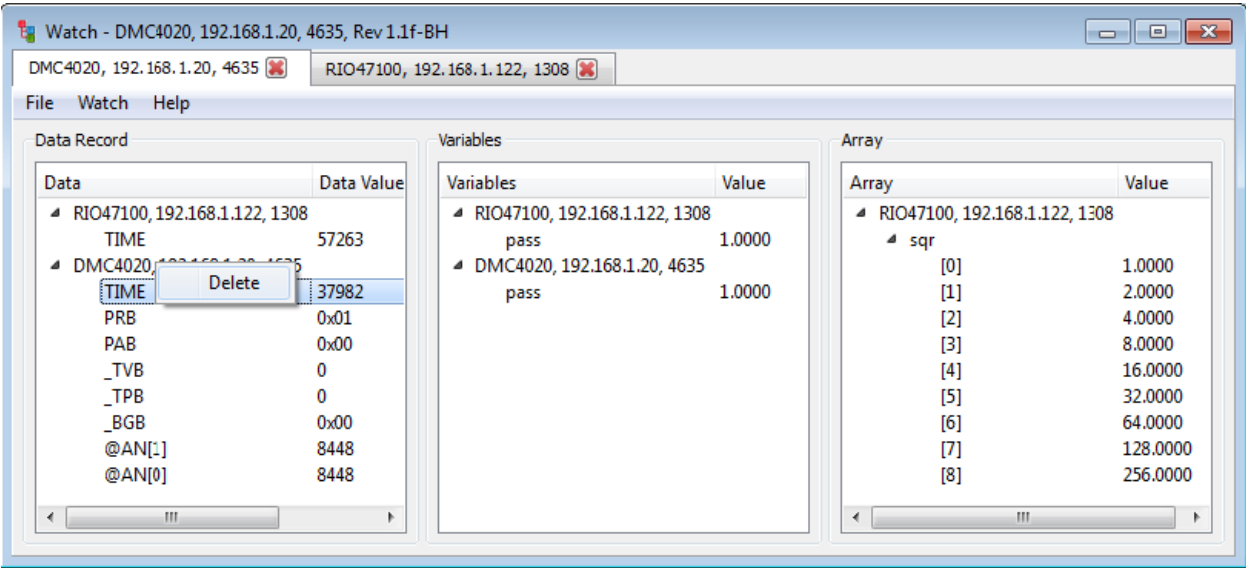 Watch - DMC4020, 192.168.1.20, 4635, Rev 1.1f-BH
DMC4020, 192.168.1.20, 4635 RIO47100, 192.168.1.122, 1308
File Watch Help
Data Record
Data Data Value
RIO47100, 192.168.1.122, 1308
TIME 57263
DMC4020, 4635
Delete
TIME 37982
PRB 0x01
PAB 0x00
_TVB 0
_TPB 0
_BGB 0x00
@AN[1] 8448
@AN[0] 8448
Variables
Variables Value
RIO47100, 192.168.1.122, 1308
pass 1.0000
DMC4020, 192.168.1.20, 4635
pass 1.0000
Array
Array Value
RIO47100, 192.168.1.122, 1308
sqr
[0] 1.0000
[1] 2.0000
[2] 4.0000
[3] 8.0000
[4] 16.0000
[5] 32.0000
[6] 64.0000
[7] 128.0000
[8] 256.0000